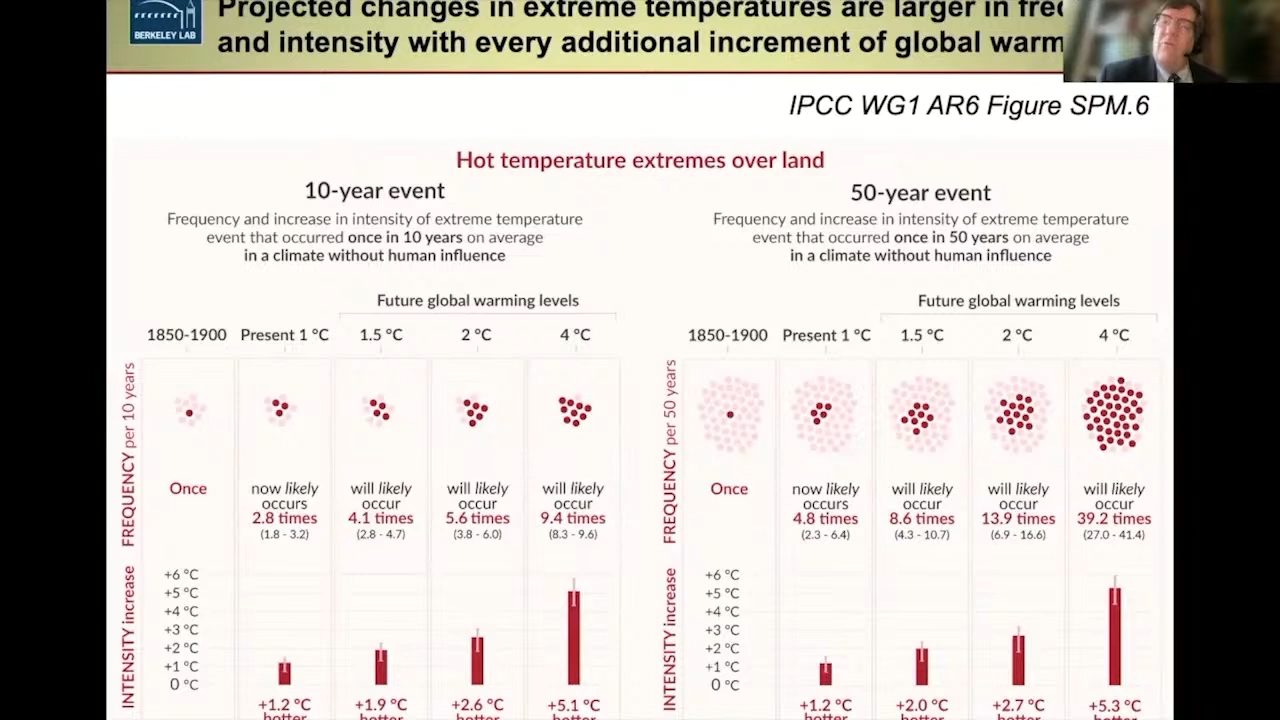 Projected changes in extreme temperatures are larger in
and intensity with every additional increment of global
BERKELEY LAB
IPCC WG1 AR6 Figure SPM.6
Hot temperature extremes over land
10-year event
Frequency and increase in intensity of extreme temperature
event that occurred once in 10 years on average
in a climate without human influence
Future global warming levels
1850-1900 Present 1 °C 1.5 °C 2 °C 4 °C
FREQUENCY per 10 years
Once
now likely
occurs
2.8 times
(1.8 - 3.2)
will likely
occur
4.1 times
(2.8 - 4.7)
will likely
occur
5.6 times
(3.8 - 6.0)
will likely
occur
9.4 times
(8.3 - 9.6)
INTENSITY increase
+6 °C
+5 °C
+4 °C
+3 °C
+2 °C
+1 °C
0 °C
+1.2 °C
hotter
+1.9 °C
hotter
+2.6 °C
hotter
+5.1 °C
hotter
50-year event
Frequency and increase in intensity of extreme temperature
event that occurred once in 50 years on average
in a climate without human influence
Future global warming levels
1850-1900 Present 1 °C 1.5 °C 2 °C 4 °C
FREQUENCY per 50 years
Once
now likely
occurs
4.8 times
(2.3 - 6.4)
will likely
occur
8.6 times
(4.3 - 10.7)
will likely
occur
13.9 times
(6.9 - 16.6)
will likely
occur
39.2 times
(27.0 - 41.4)
INTENSITY increase
+6 °C
+5 °C
+4 °C
+3 °C
+2 °C
+1 °C
0 °C
+1.2 °C
hotter
+2.0 °C
hotter
+2.7 °C
hotter
+5.3 °C
hotter